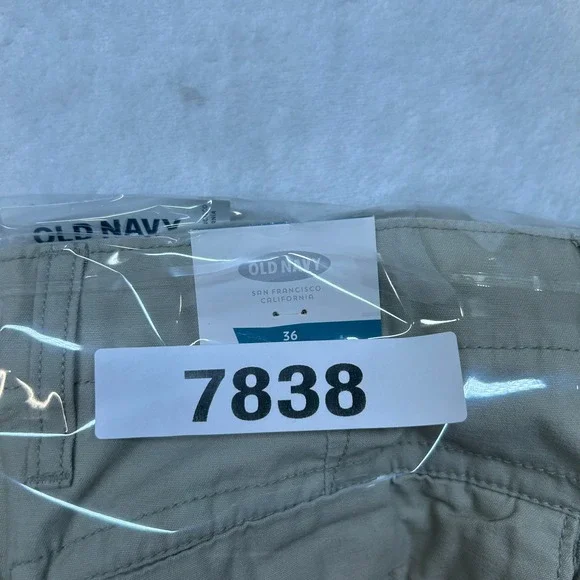 OLD NAVY
OLD NAVY
SAN FRANCISCO
CALIFORNIA
36
7838